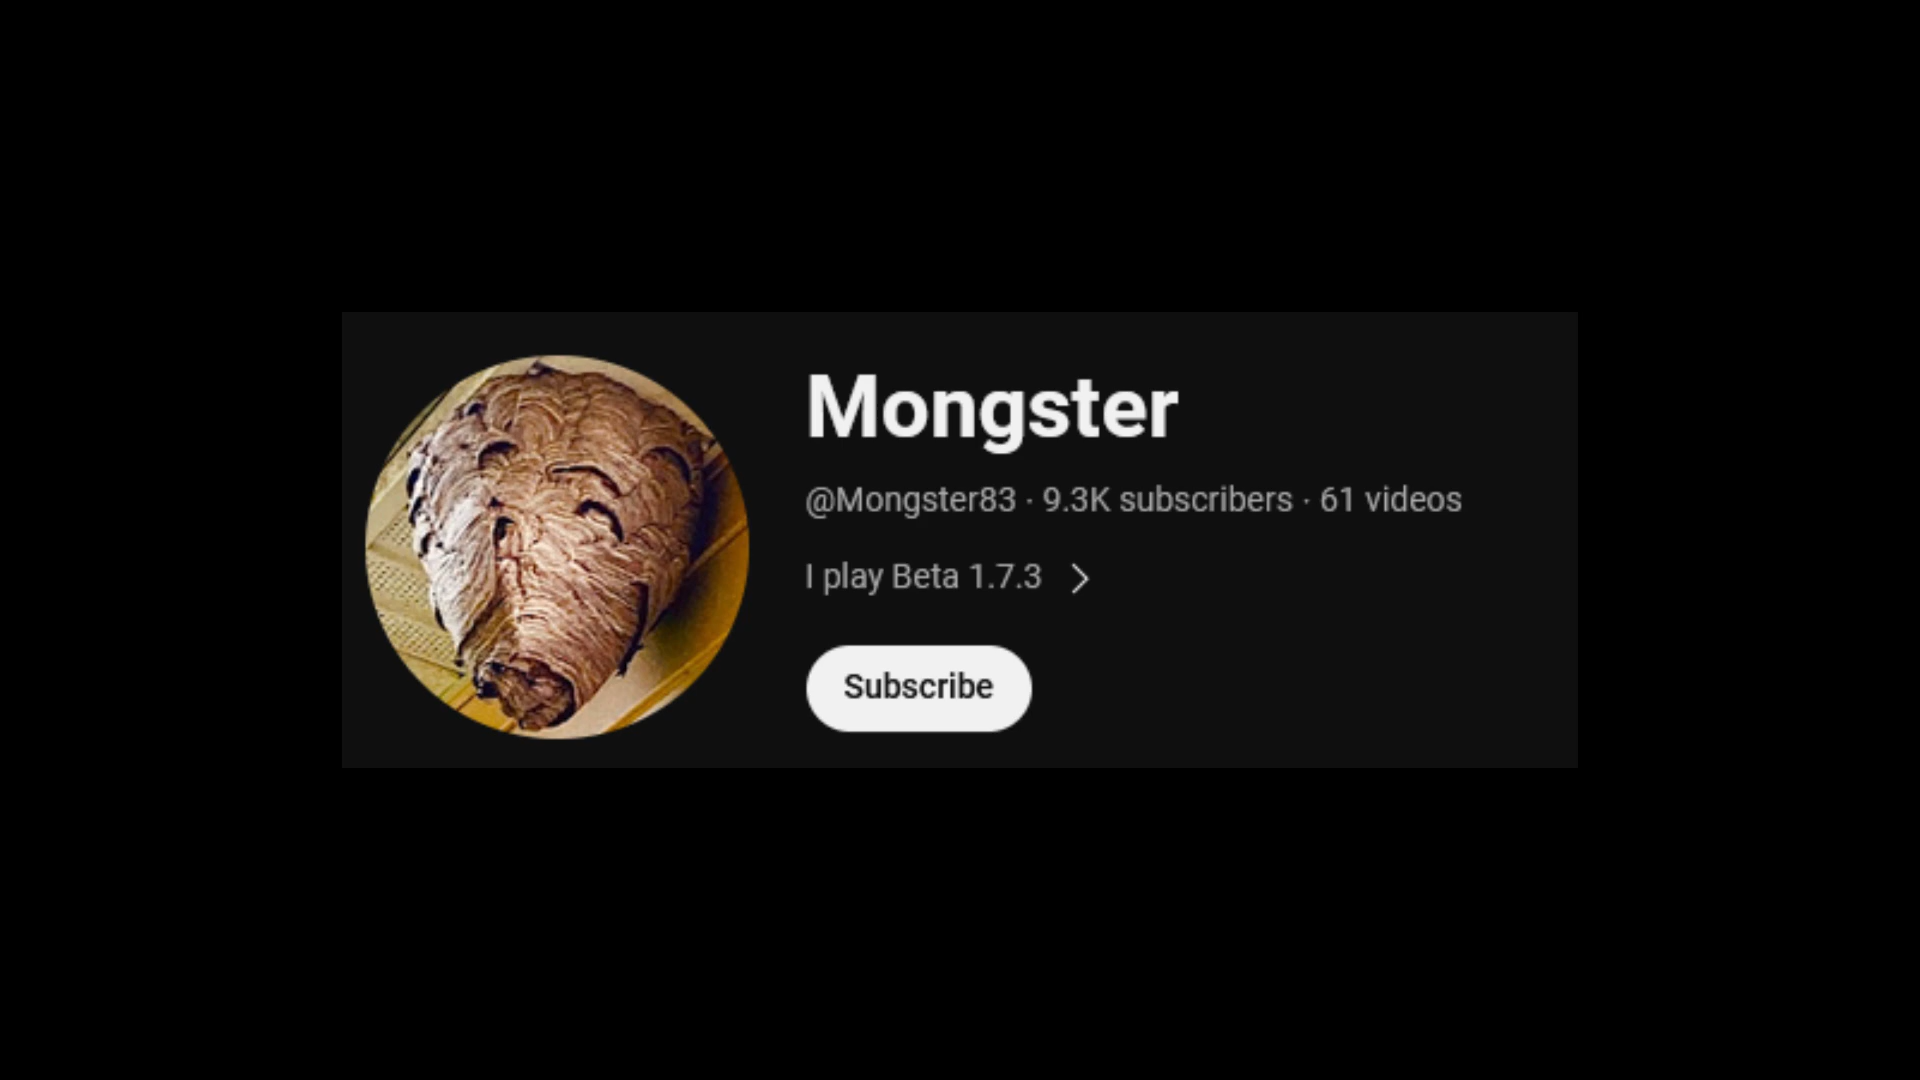 Mongster
@Mongster83 · 9.3K subscribers · 61 videos
I play Beta 1.7.3
Subscribe